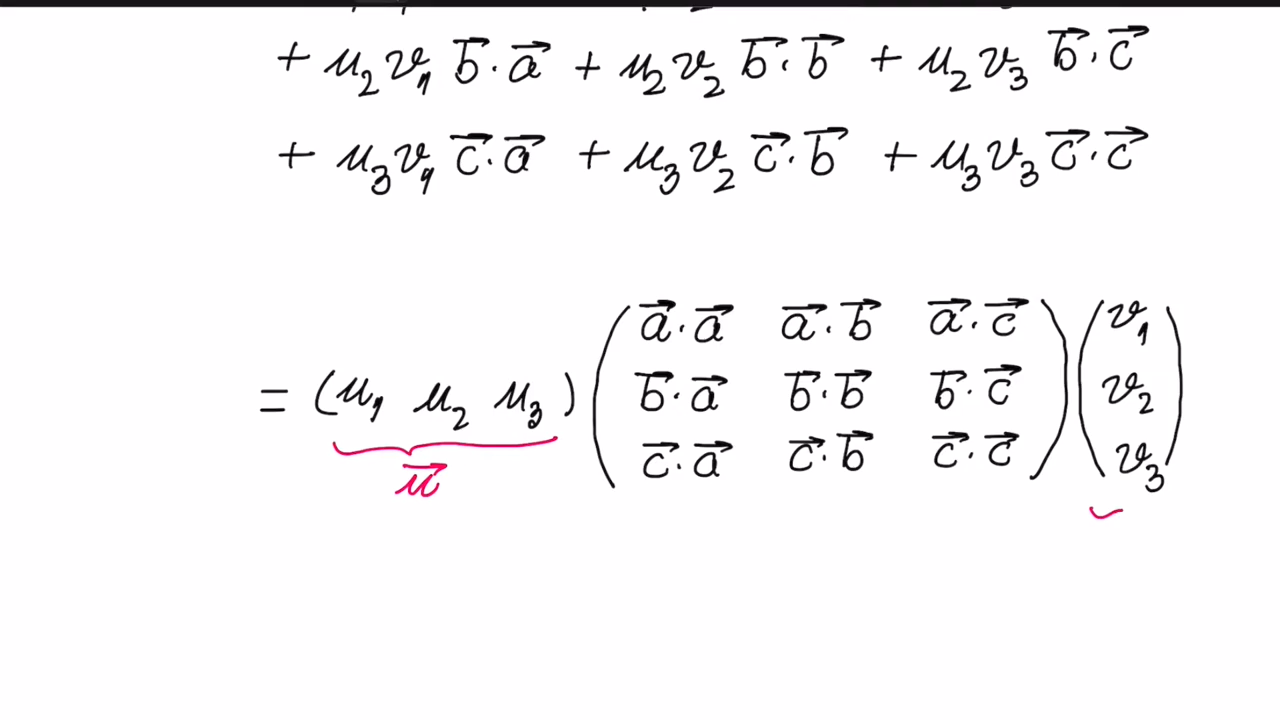 + u₂v₁ b⃗·a⃗ + u₂v₂ b⃗·b⃗ + u₂v₃ b⃗·c⃗
+ u₃v₁ c⃗·a⃗ + u₃v₂ c⃗·b⃗ + u₃v₃ c⃗·c⃗
a⃗·a⃗ a⃗·b⃗ a⃗·c⃗ v₁
= (u₁ u₂ u₃) b⃗·a⃗ b⃗·b⃗ b⃗·c⃗ v₂
c⃗·a⃗ c⃗·b⃗ c⃗·c⃗ v₃
u⃗